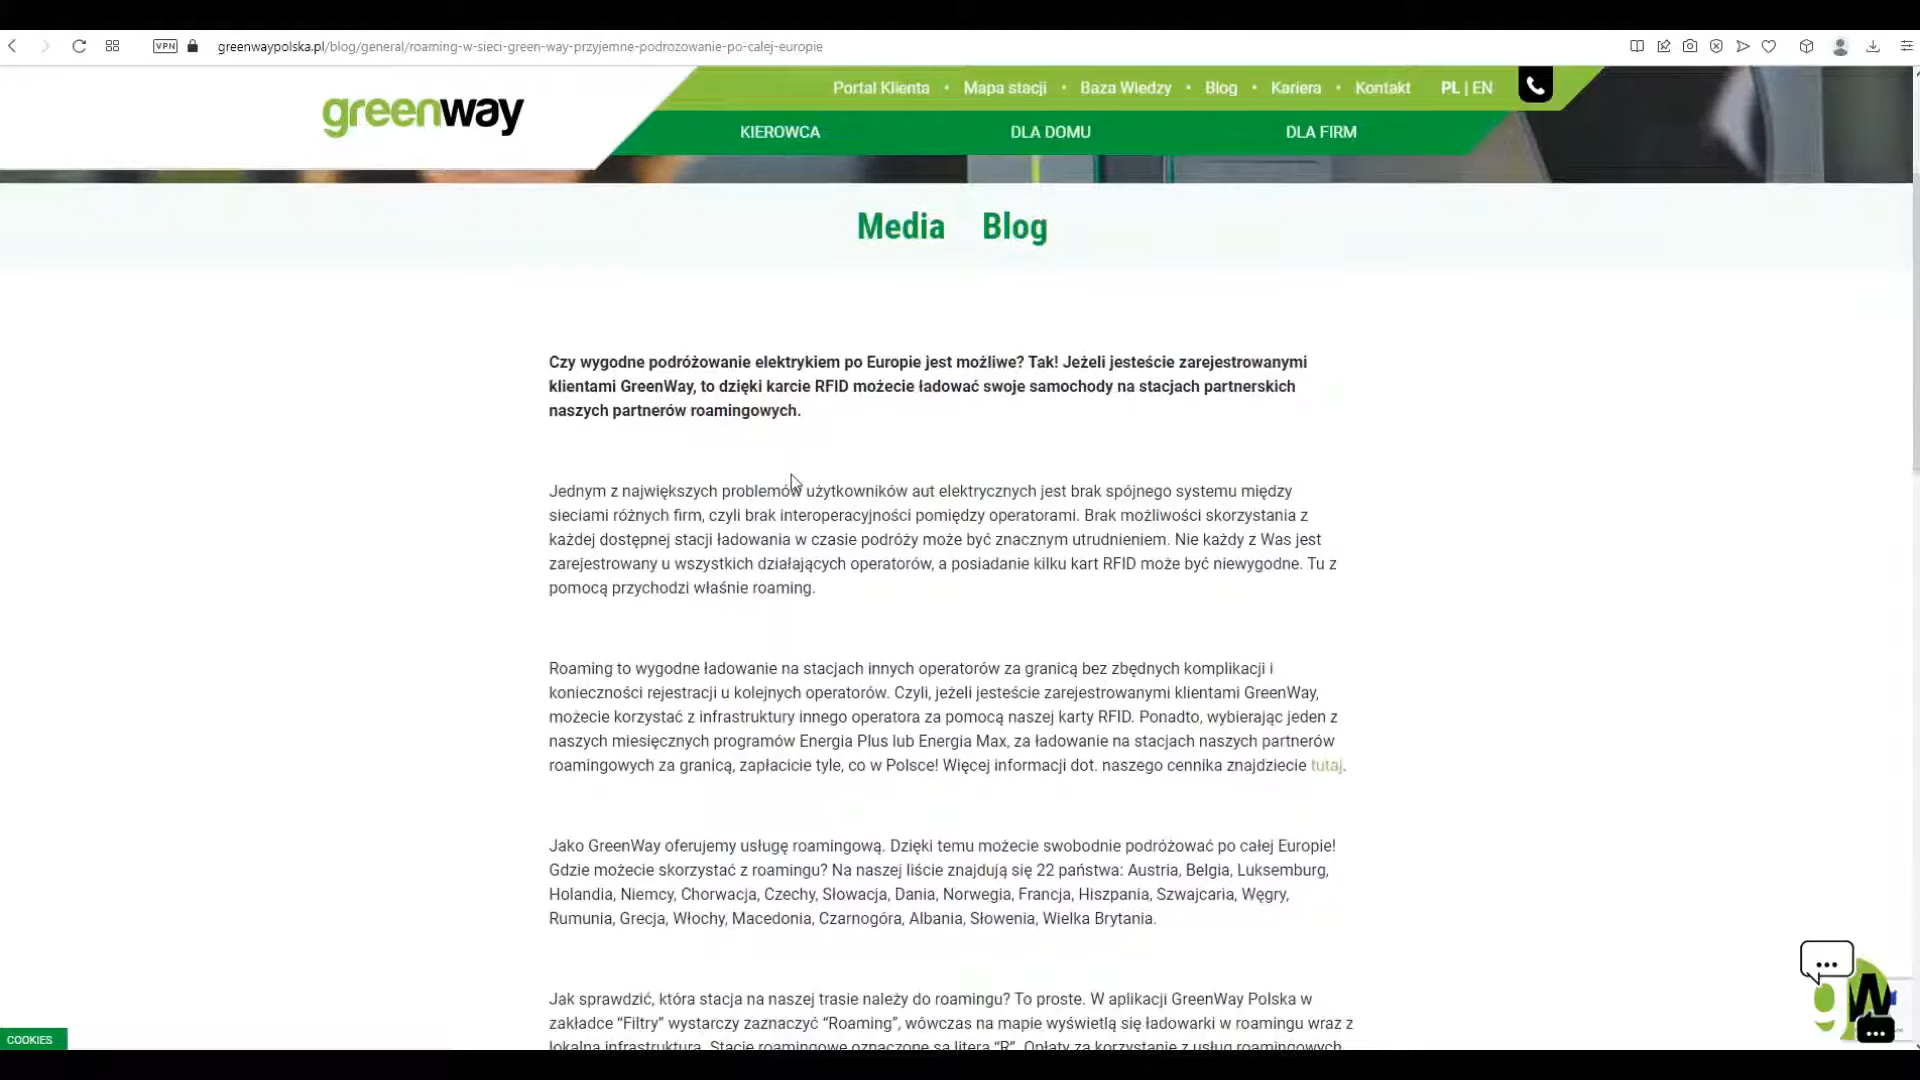 VPN
greenwaypolska.pl/blog/general/roaming-w-sieci-green-way-przyjemne-podrozowanie-po-calej-europie
greenway
Portal Klienta • Mapa stacji • Baza Wiedzy • Blog • Kariera • Kontakt PL | EN
KIEROWCA DLA DOMU DLA FIRM
Media Blog
Czy wygodne podróżowanie elektrykiem po Europie jest możliwe? Tak! Jeżeli jesteście zarejestrowanymi
klientami GreenWay, to dzięki karcie RFID możecie ładować swoje samochody na stacjach partnerskich
naszych partnerów roamingowych.
Jednym z największych problemów użytkowników aut elektrycznych jest brak spójnego systemu między
sieciami różnych firm, czyli brak interoperacyjności pomiędzy operatorami. Brak możliwości skorzystania z
każdej dostępnej stacji ładowania w czasie podróży może być znacznym utrudnieniem. Nie każdy z Was jest
zarejestrowany u wszystkich działających operatorów, a posiadanie kilku kart RFID może być niewygodne. Tu z
pomocą przychodzi właśnie roaming.
Roaming to wygodne ładowanie na stacjach innych operatorów za granicą bez zbędnych komplikacji i
konieczności rejestracji u kolejnych operatorów. Czyli, jeżeli jesteście zarejestrowanymi klientami GreenWay,
możecie korzystać z infrastruktury innego operatora za pomocą naszej karty RFID. Ponadto, wybierając jeden z
naszych miesięcznych programów Energia Plus lub Energia Max, za ładowanie na stacjach naszych partnerów
roamingowych za granicą, zapłacicie tyle, co w Polsce! Więcej informacji dot. naszego cennika znajdziecie tutaj.
Jako GreenWay oferujemy usługę roamingową. Dzięki temu możecie swobodnie podróżować po całej Europie!
Gdzie możecie skorzystać z roamingu? Na naszej liście znajdują się 22 państwa: Austria, Belgia, Luksemburg,
Holandia, Niemcy, Chorwacja, Czechy, Słowacja, Dania, Norwegia, Francja, Hiszpania, Szwajcaria, Węgry,
Rumunia, Grecja, Włochy, Macedonia, Czarnogóra, Albania, Słowenia, Wielka Brytania.
Jak sprawdzić, która stacja na naszej trasie należy do roamingu? To proste. W aplikacji GreenWay Polska w
zakładce “Filtry” wystarczy zaznaczyć “Roaming”, wówczas na mapie wyświetlą się ładowarki w roamingu wraz z
lokalną infrastrukturą. Stacje roamingowe oznaczone są literą “R”. Opłaty za korzystanie z usług roamingowych
gW
COOKIES